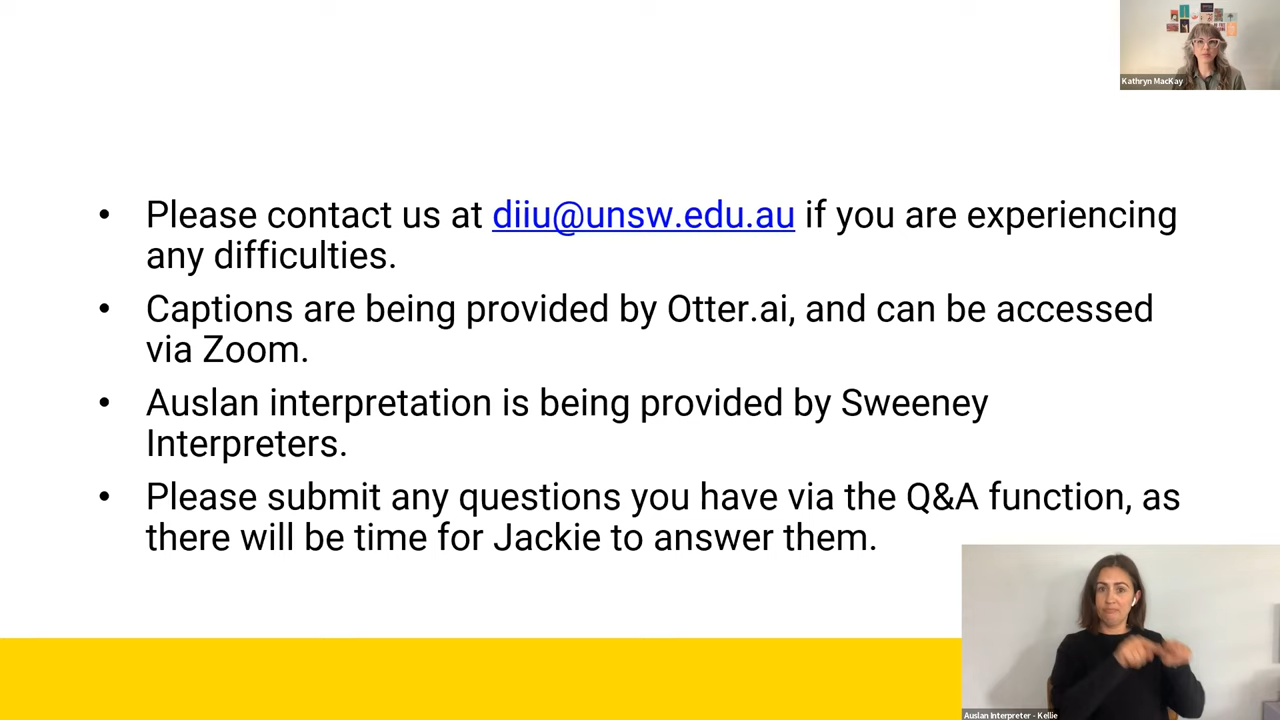 Kathryn MacKay
• Please contact us at diiu@unsw.edu.au if you are experiencing
any difficulties.
• Captions are being provided by Otter.ai, and can be accessed
via Zoom.
• Auslan interpretation is being provided by Sweeney
Interpreters.
• Please submit any questions you have via the Q&A function, as
there will be time for Jackie to answer them.
Auslan Interpreter - Kellie